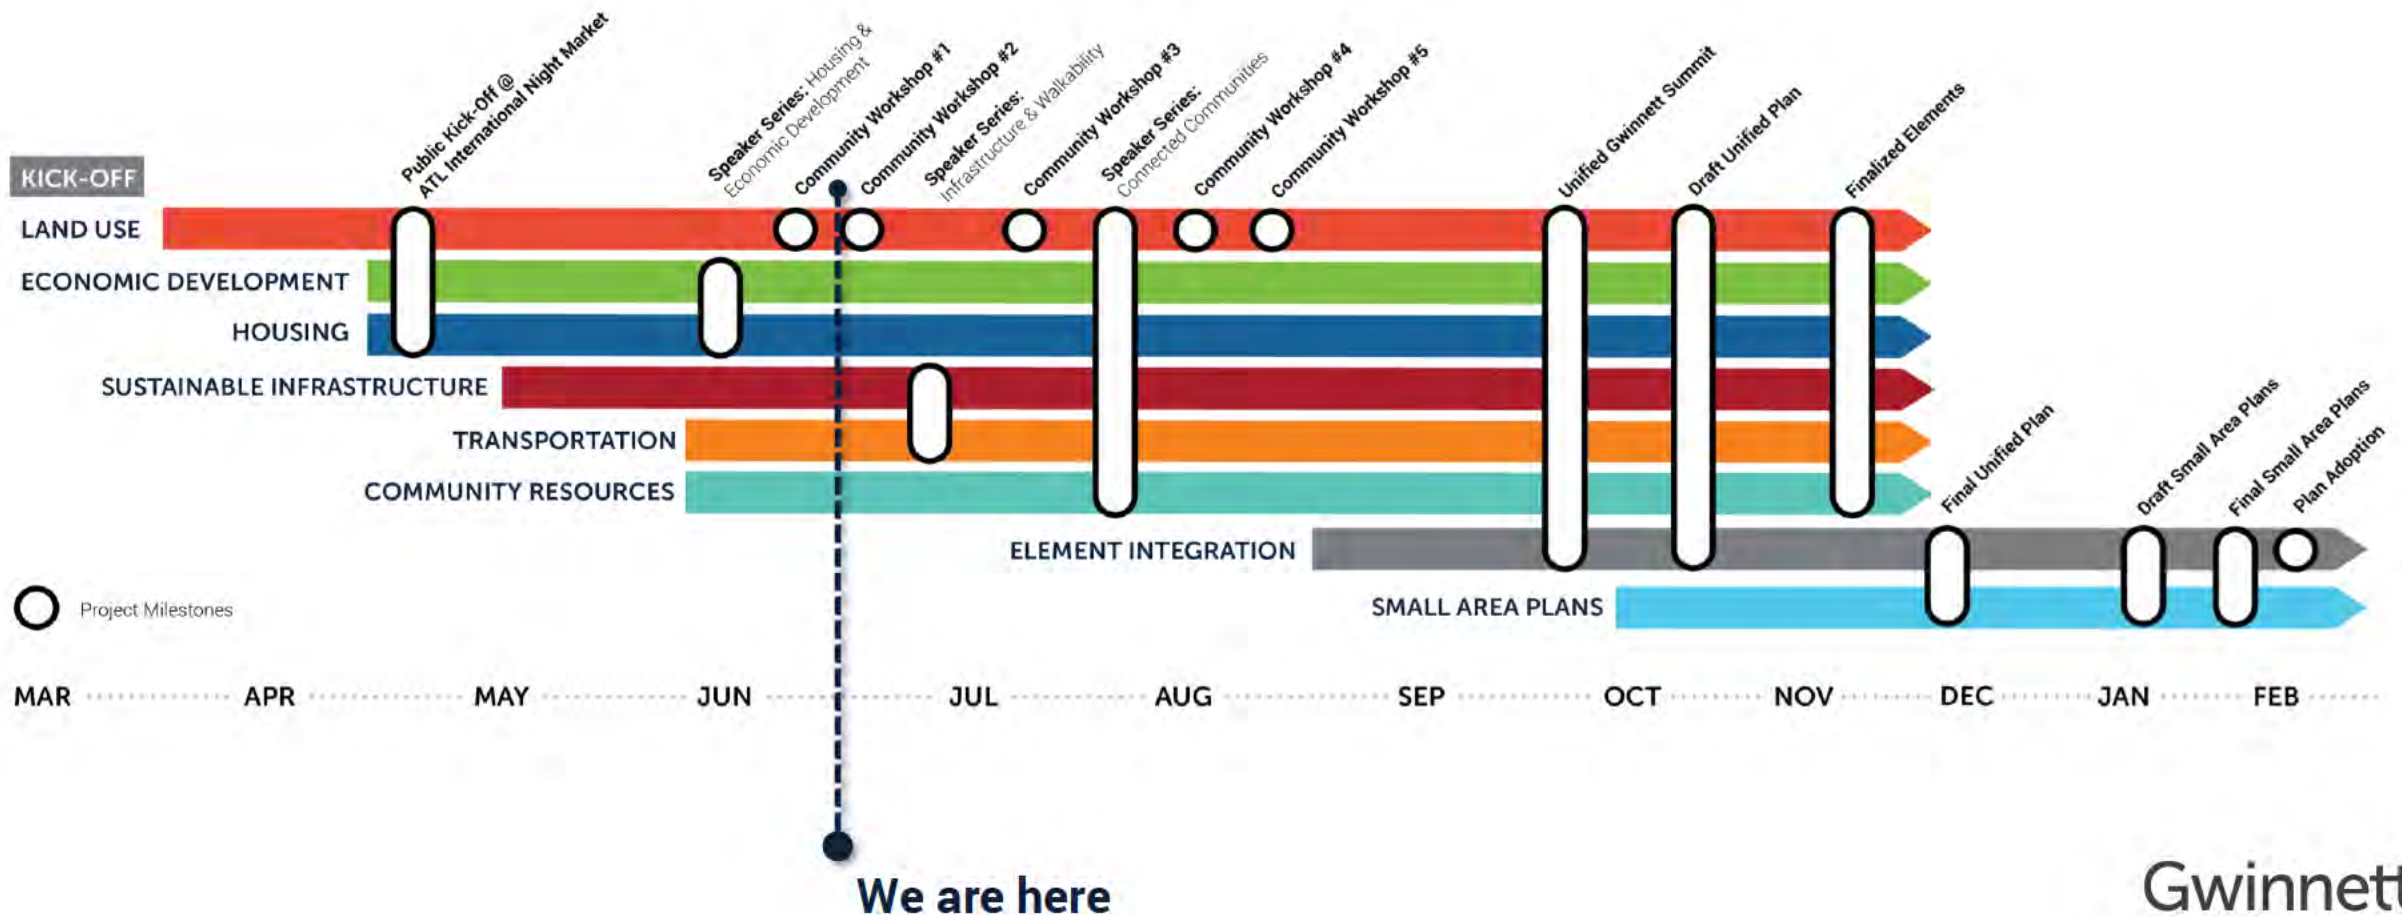 Public Kick-Off @
ATL International Night Market
Speaker Series: Housing &
Economic Development
Community Workshop #1
Community Workshop #2
Speaker Series:
Infrastructure & Walkability
Community Workshop #3
Speaker Series:
Connected Communities
Community Workshop #4
Community Workshop #5
Unified Gwinnett Summit
Draft Unified Plan
Finalized Elements
KICK-OFF
LAND USE
ECONOMIC DEVELOPMENT
HOUSING
SUSTAINABLE INFRASTRUCTURE
TRANSPORTATION
COMMUNITY RESOURCES
Final Unified Plan
Draft Small Area Plans
Final Small Area Plans
Plan Adoption
ELEMENT INTEGRATION
SMALL AREA PLANS
Project Milestones
MAR APR MAY JUN JUL AUG SEP OCT NOV DEC JAN FEB
We are here
Gwinnett